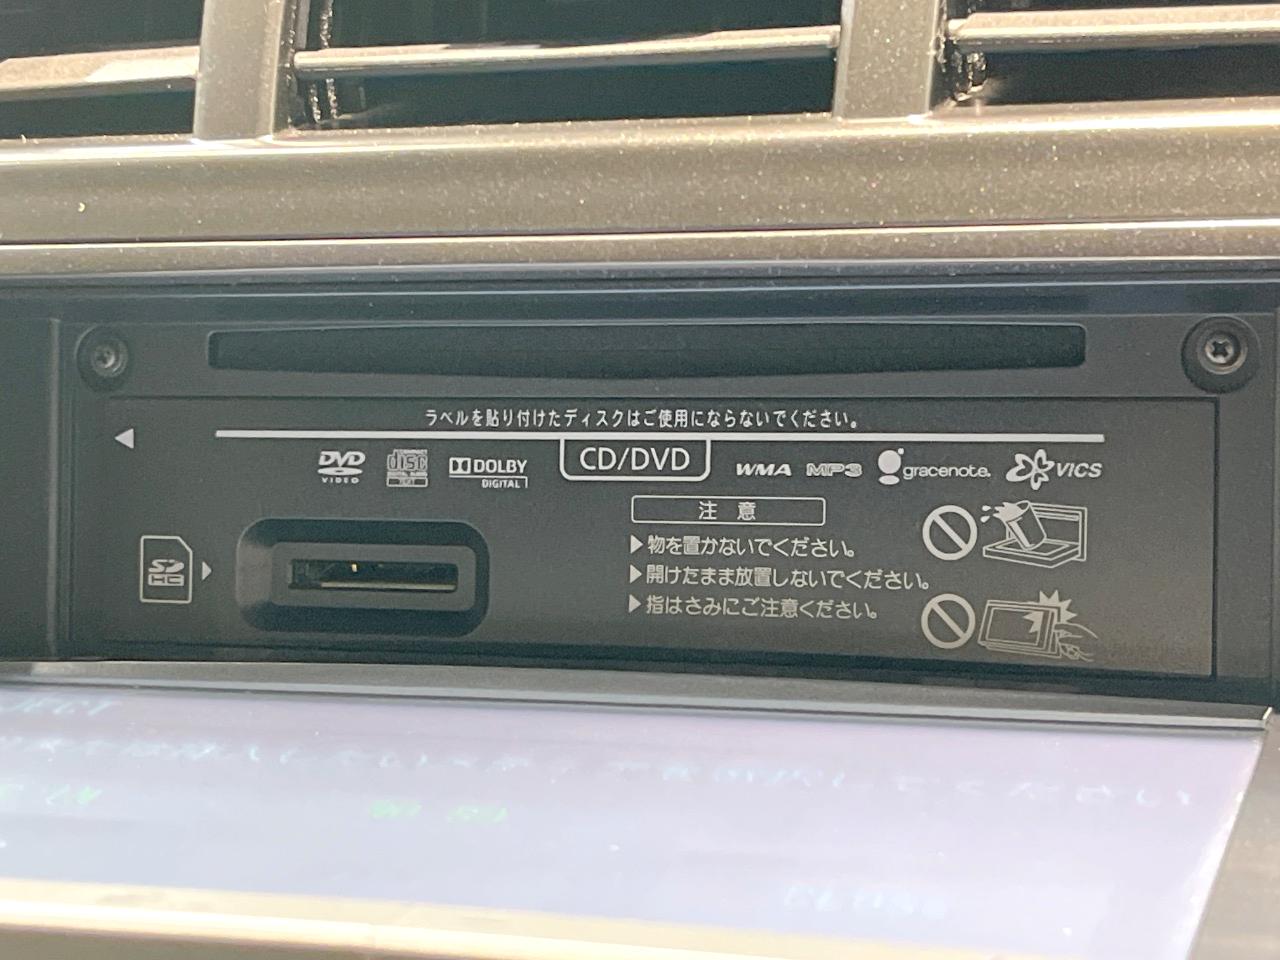 ラベルを貼り付けたディスクはご使用にならないでください。
DVD VIDEO COMPACT disc DIGITAL AUDIO TEXT DOLBY DIGITAL CD/DVD WMA MP3 gracenote. VICS
注 意
SD HC
▶物を置かないでください。
▶開けたまま放置しないでください。
▶指はさみにご注意ください。